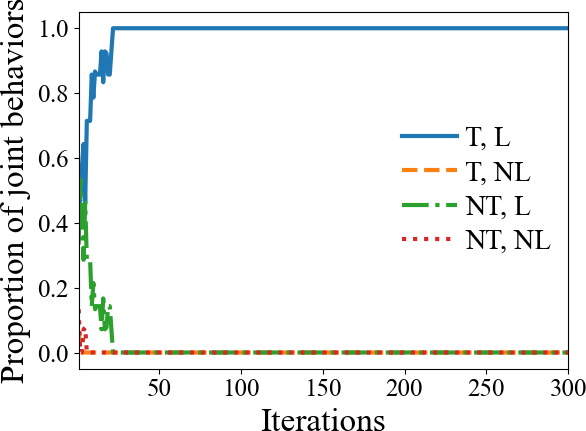 Proportion of joint behaviors
1.0
0.8
0.6
0.4
0.2
0.0
T, L
T, NL
NT, L
NT, NL
50 100 150 200 250 300
Iterations